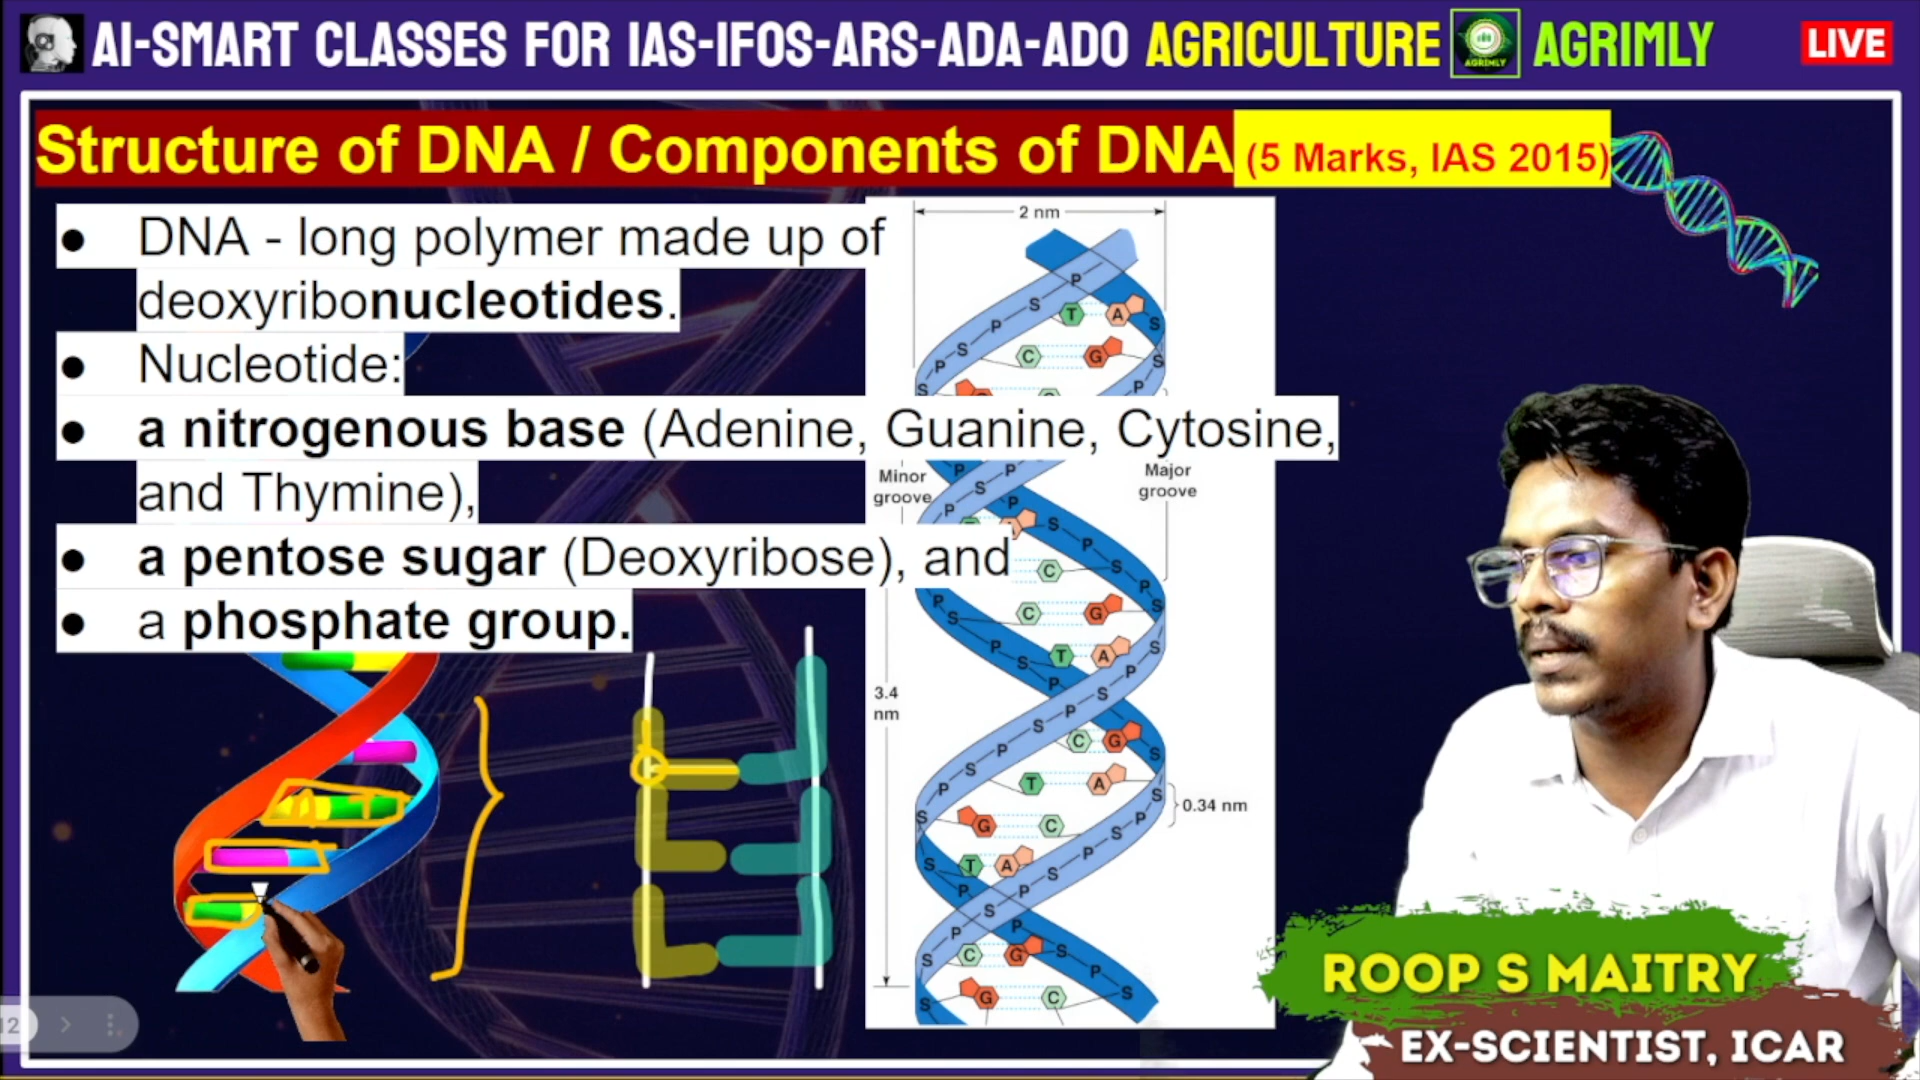 AI-SMART CLASSES FOR IAS-IFOS-ARS-ADA-ADO AGRICULTURE AGRIMLY AGRIMLY LIVE
Structure of DNA / Components of DNA (5 Marks, IAS 2015)
● DNA - long polymer made up of
deoxyribonucleotides.
● Nucleotide:
● a nitrogenous base (Adenine, Guanine, Cytosine,
and Thymine),
● a pentose sugar (Deoxyribose), and
● a phosphate group.
2 nm
P
S T A
P S
S C G
P S
S P
P P
Minor groove
Major groove
S
P P
S
P
C S
P P
S C G S
P T A S
S P
P S
3.4 nm
P
S C G S
P
S T A
P S
0.34 nm
S G C P
S
S T A P
P P S
S
P P
S C G S
P
S G C S
A T
12
ROOP S MAITRY
EX-SCIENTIST, ICAR